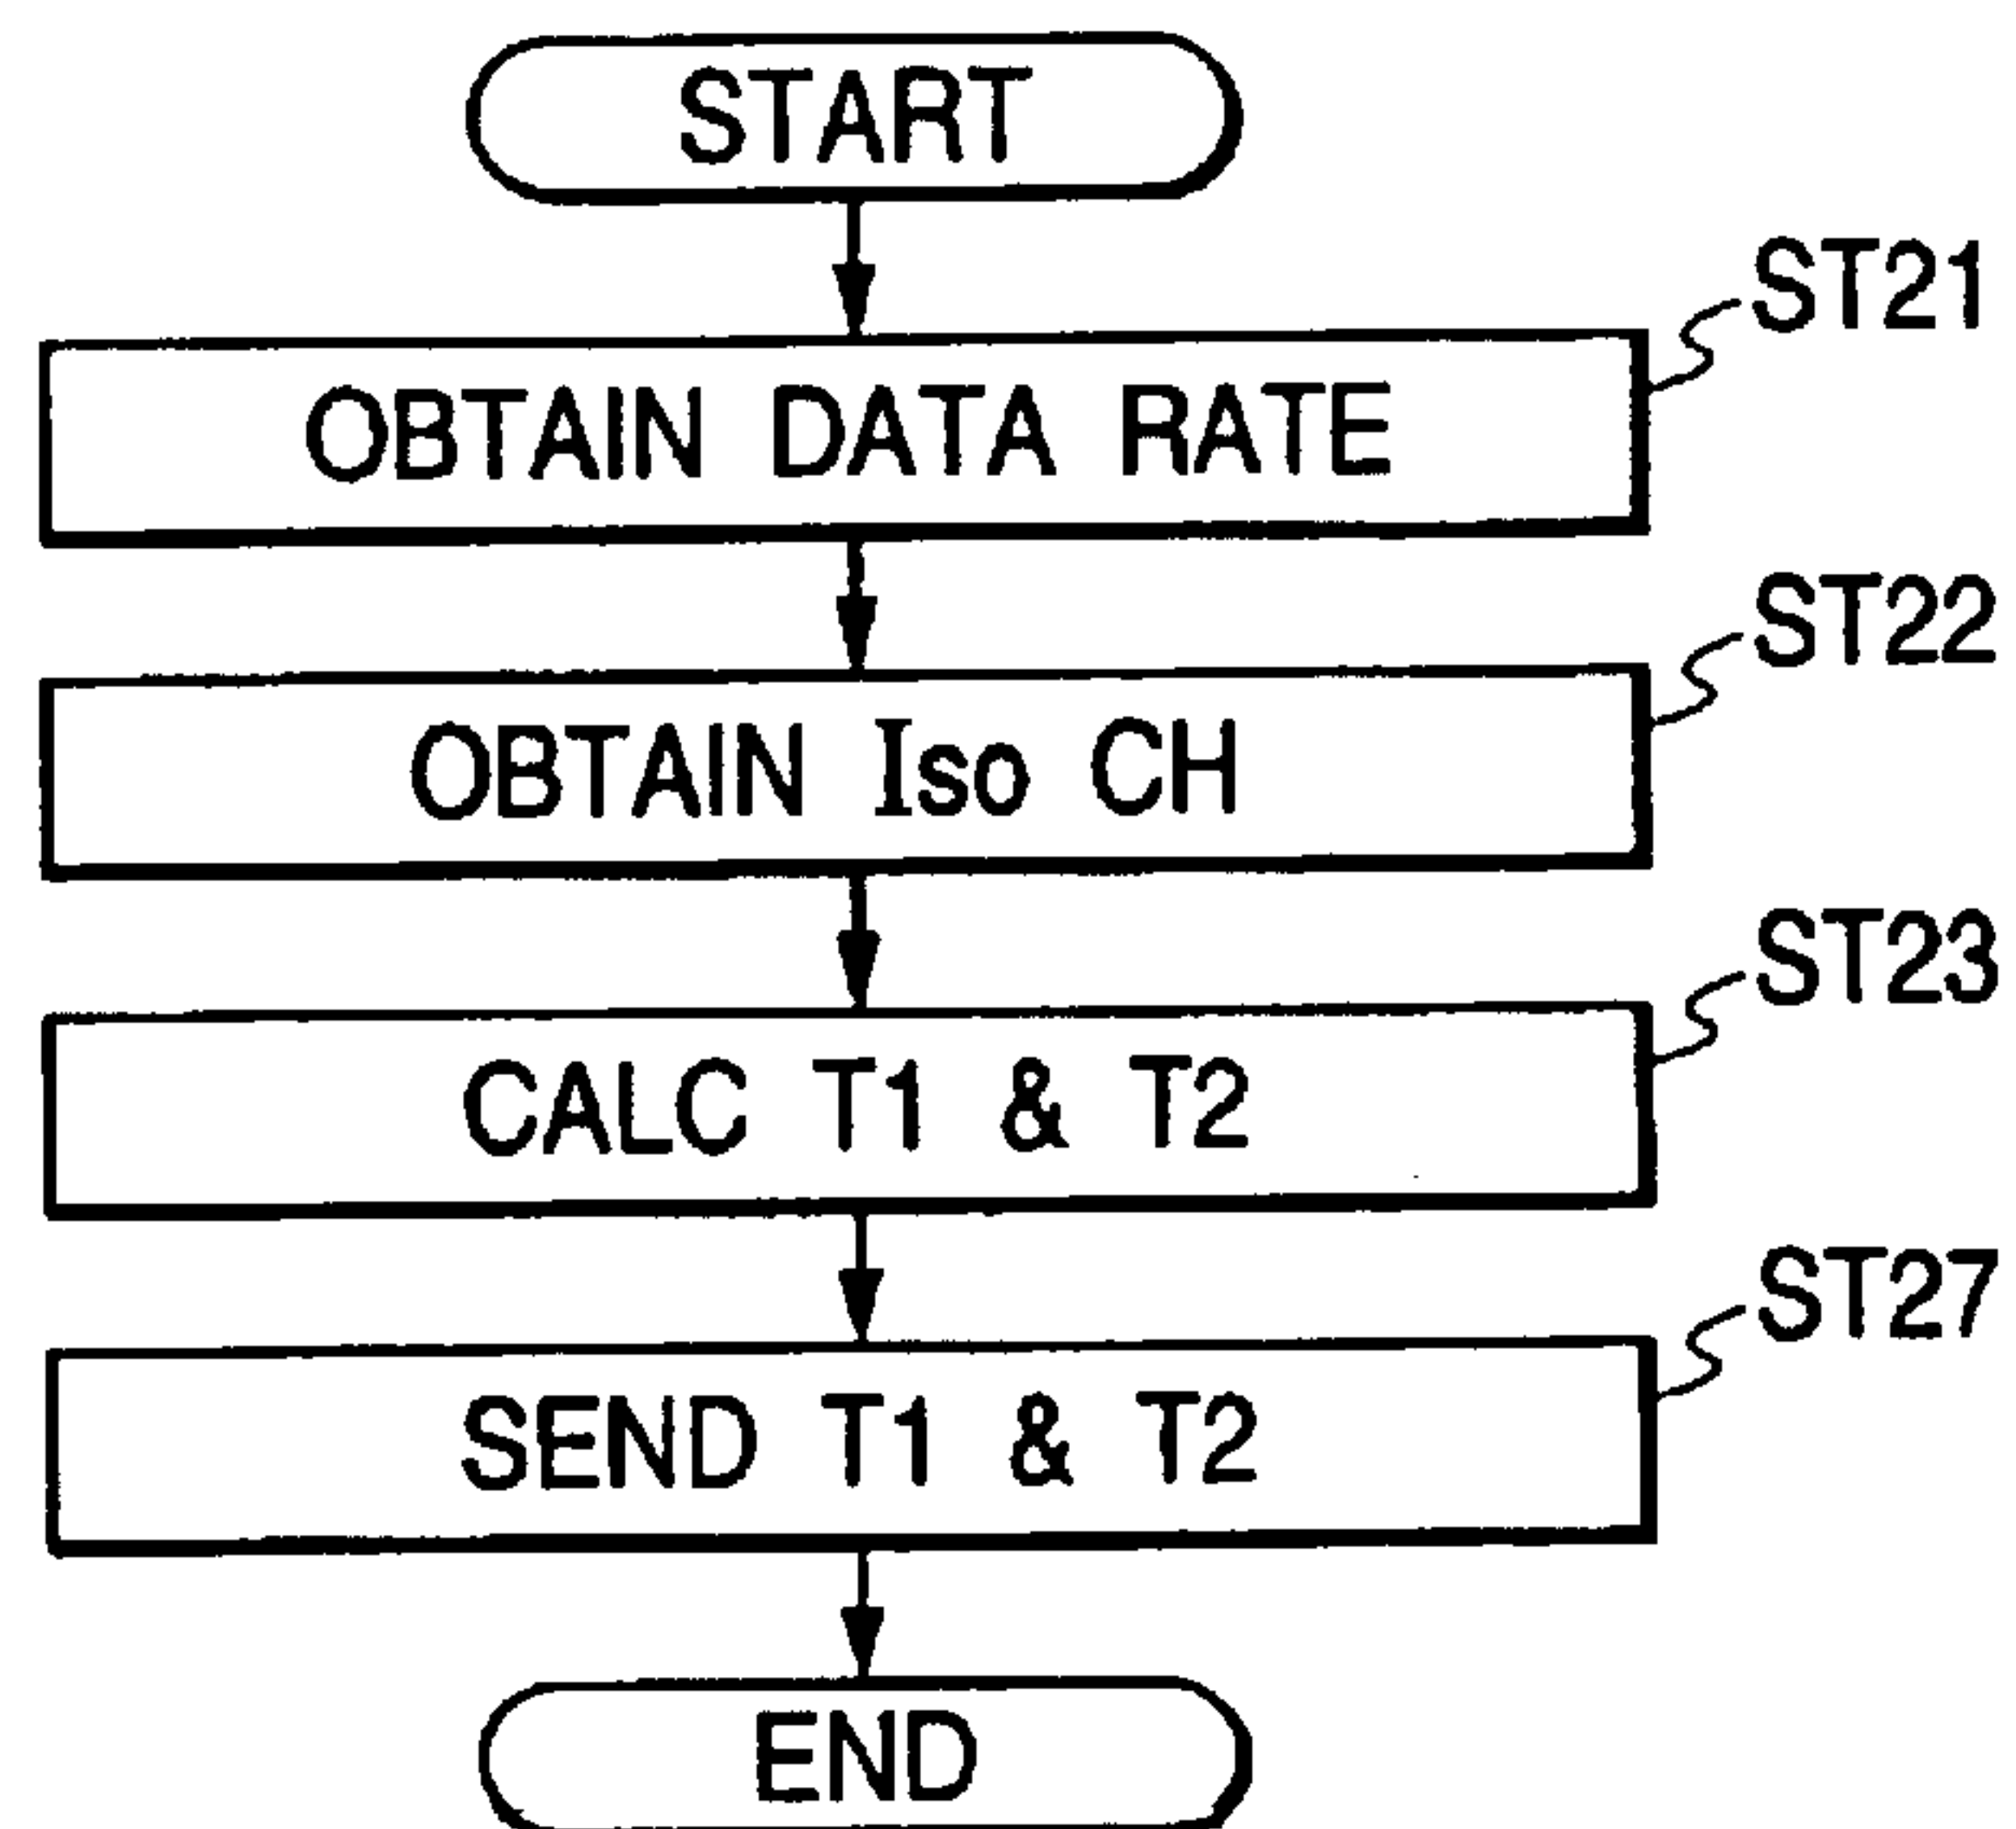 START
ST21
OBTAIN DATA RATE
ST22
OBTAIN Iso CH
ST23
CALC T1 & T2
ST27
SEND T1 & T2
END